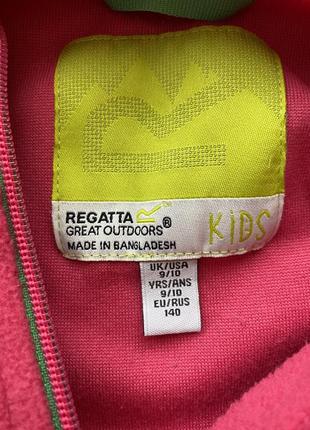 REGATTA
GREAT OUTDOORS®
MADE IN BANGLADESH
KiDS
UK/USA
9/10
YRS/ANS
9/10
EU/RUS
140